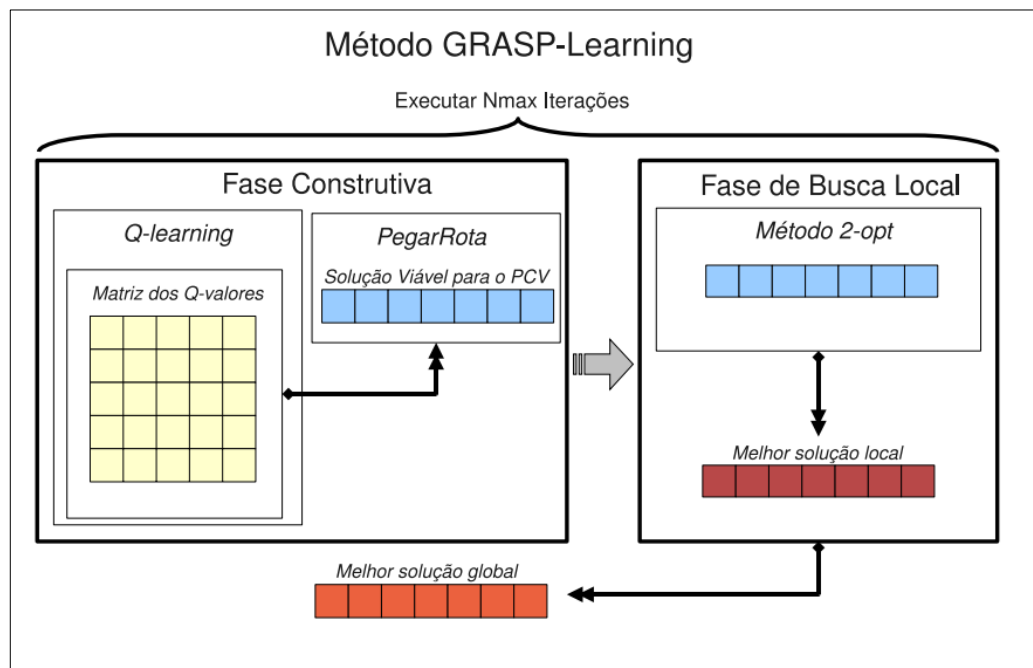 Método GRASP-Learning
Executar Nmax Iterações
Fase Construtiva
Q-learning
Matriz dos Q-valores
PegarRota
Solução Viável para o PCV
Fase de Busca Local
Método 2-opt
Melhor solução local
Melhor solução global